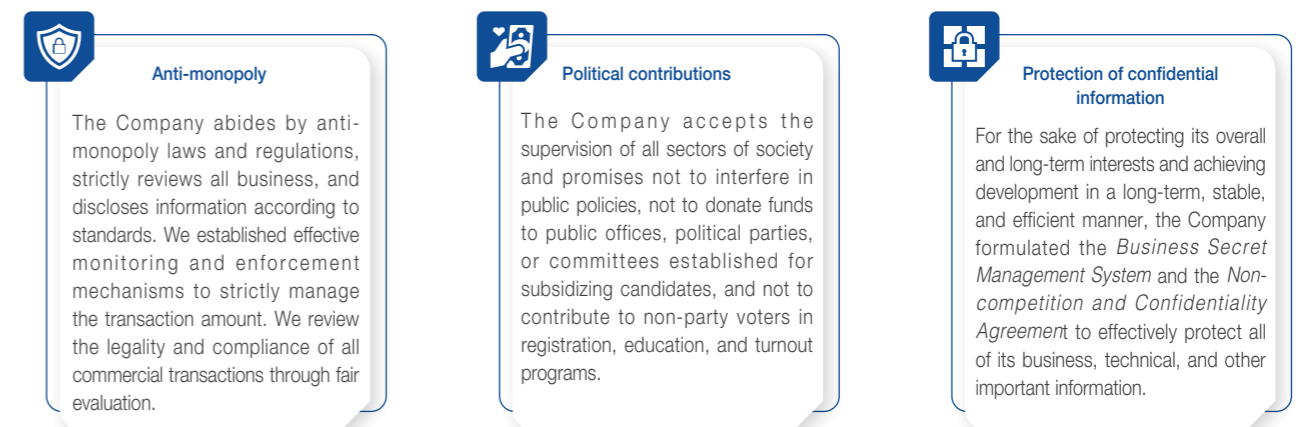 Anti-monopoly
The Company abides by anti-
monopoly laws and regulations,
strictly reviews all business, and
discloses information according to
standards. We established effective
monitoring and enforcement
mechanisms to strictly manage
the transaction amount. We review
the legality and compliance of all
commercial transactions through fair
evaluation.
Political contributions
The Company accepts the
supervision of all sectors of society
and promises not to interfere in
public policies, not to donate funds
to public offices, political parties,
or committees established for
subsidizing candidates, and not to
contribute to non-party voters in
registration, education, and turnout
programs.
Protection of confidential
information
For the sake of protecting its overall
and long-term interests and achieving
development in a long-term, stable,
and efficient manner, the Company
formulated the Business Secret
Management System and the Non-
competition and Confidentiality
Agreement to effectively protect all
of its business, technical, and other
important information.